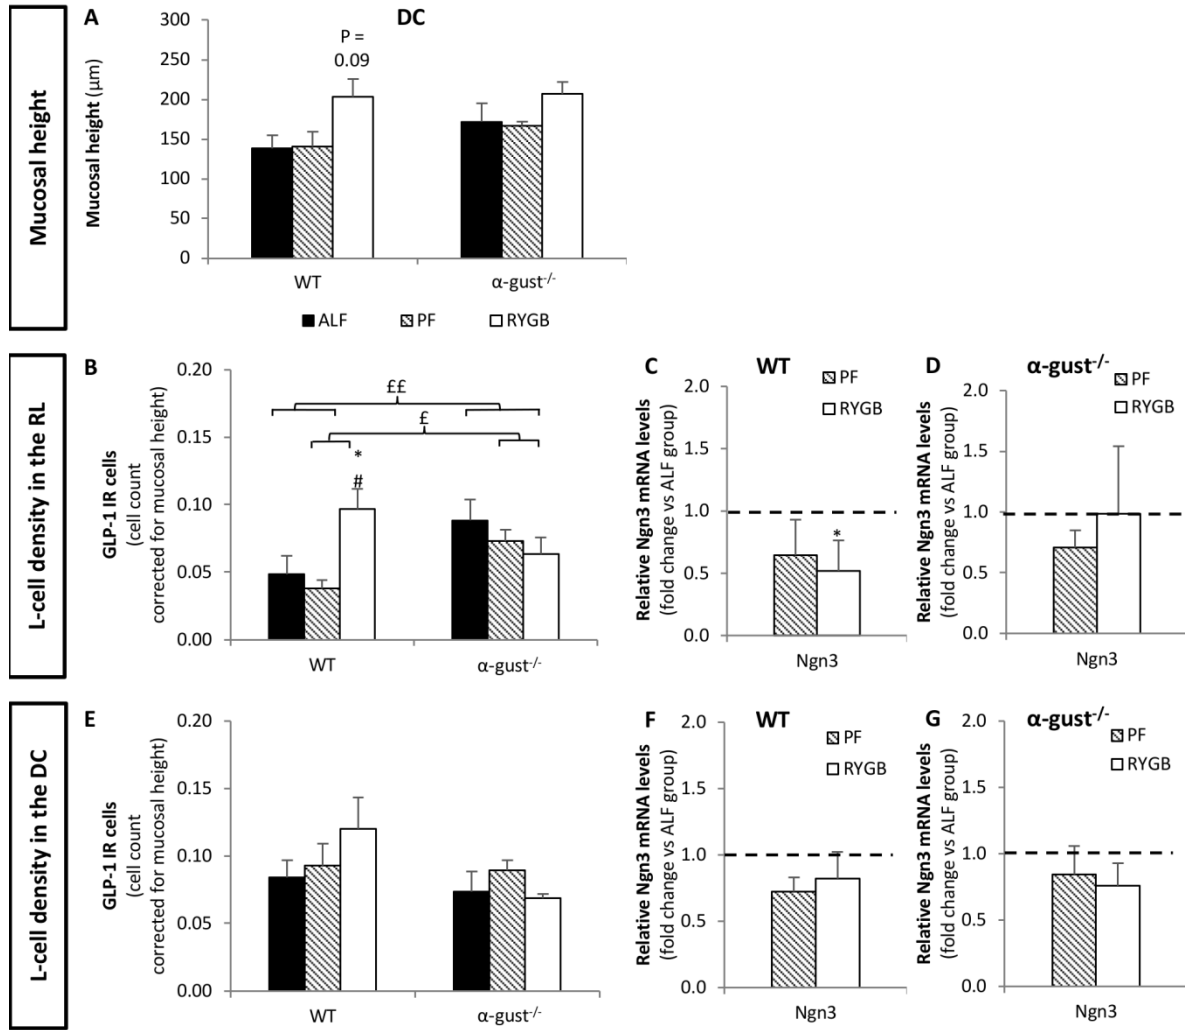 Mucosal height
A
DC
Mucosal height (µm)
300
250
200
150
100
50
0
P =
0.09
WT
α-gust-/-
ALF
PF
RYGB
L-cell density in the RL
B
GLP-1 IR cells
(cell count
corrected for mucosal height)
0.20
0.15
0.10
0.05
0.00
££
£
*
#
WT
α-gust-/-
C
WT
PF
RYGB
Relative Ngn3 mRNA levels
(fold change vs ALF group)
2.0
1.5
1.0
0.5
0.0
*
Ngn3
D
α-gust-/-
PF
RYGB
Relative Ngn3 mRNA levels
(fold change vs ALF group)
2.0
1.5
1.0
0.5
0.0
Ngn3
L-cell density in the DC
E
GLP-1 IR cells
(cell count
corrected for mucosal height)
0.20
0.15
0.10
0.05
0.00
WT
α-gust-/-
F
WT
PF
RYGB
Relative Ngn3 mRNA levels
(fold change vs ALF group)
2.0
1.5
1.0
0.5
0.0
Ngn3
G
α-gust-/-
PF
RYGB
Relative Ngn3 mRNA levels
(fold change vs ALF group)
2.0
1.5
1.0
0.5
0.0
Ngn3